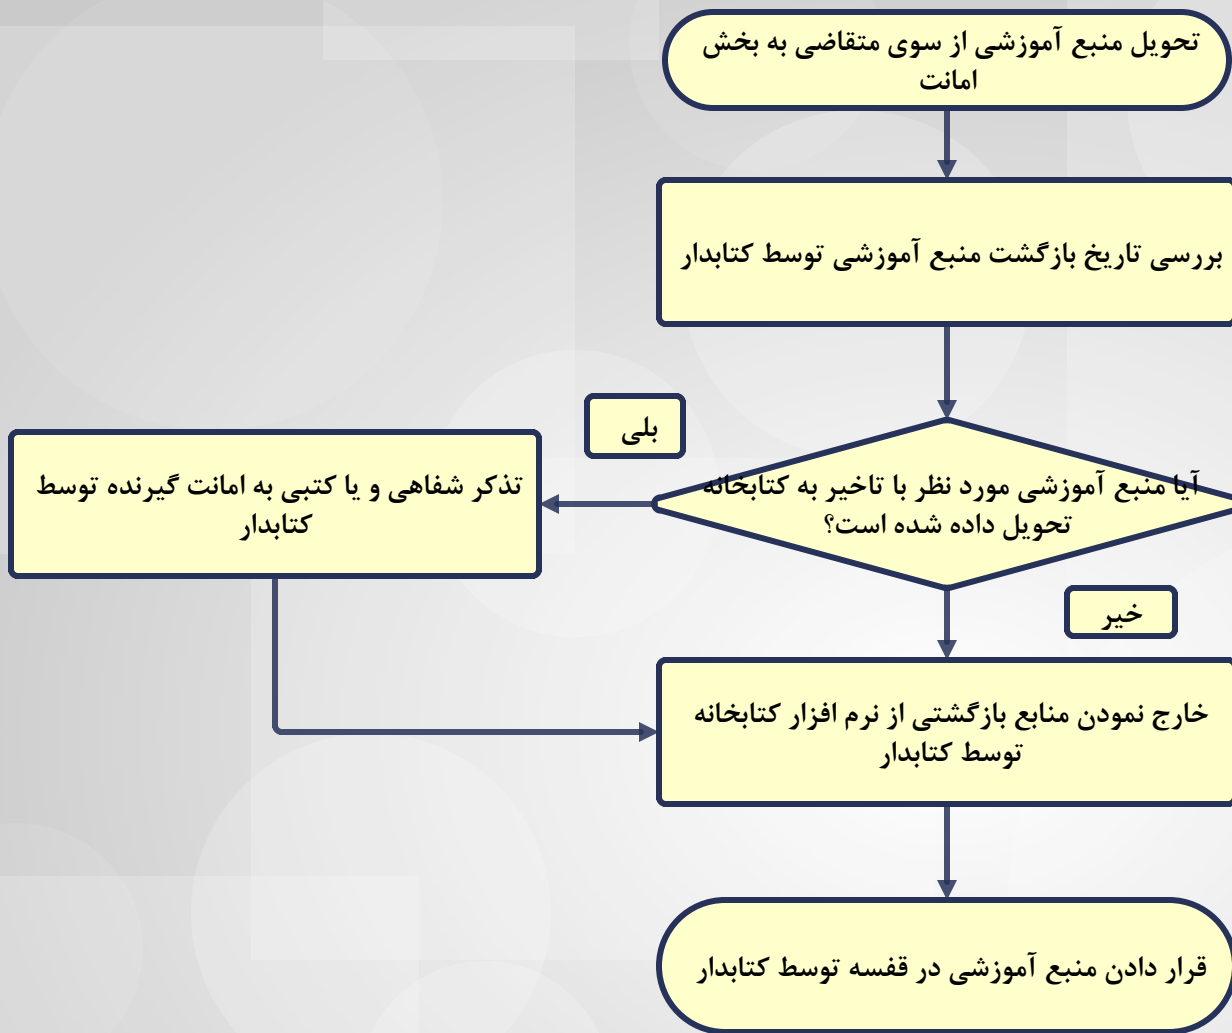 تحویل منبع آموزشی از سوی متقاضی به بخش
امانت
بررسی تاریخ بازگشت منبع آموزشی توسط کتابدار
آیا منبع آموزشی مورد نظر با تاخیر به کتابخانه
تحویل داده شده است؟
بلی
تذکر شفاهی و یا کتبی به امانت گیرنده توسط
کتابدار
خیر
خارج نمودن منابع بازگشتی از نرم افزار کتابخانه
توسط کتابدار
قرار دادن منبع آموزشی در قفسه توسط کتابدار